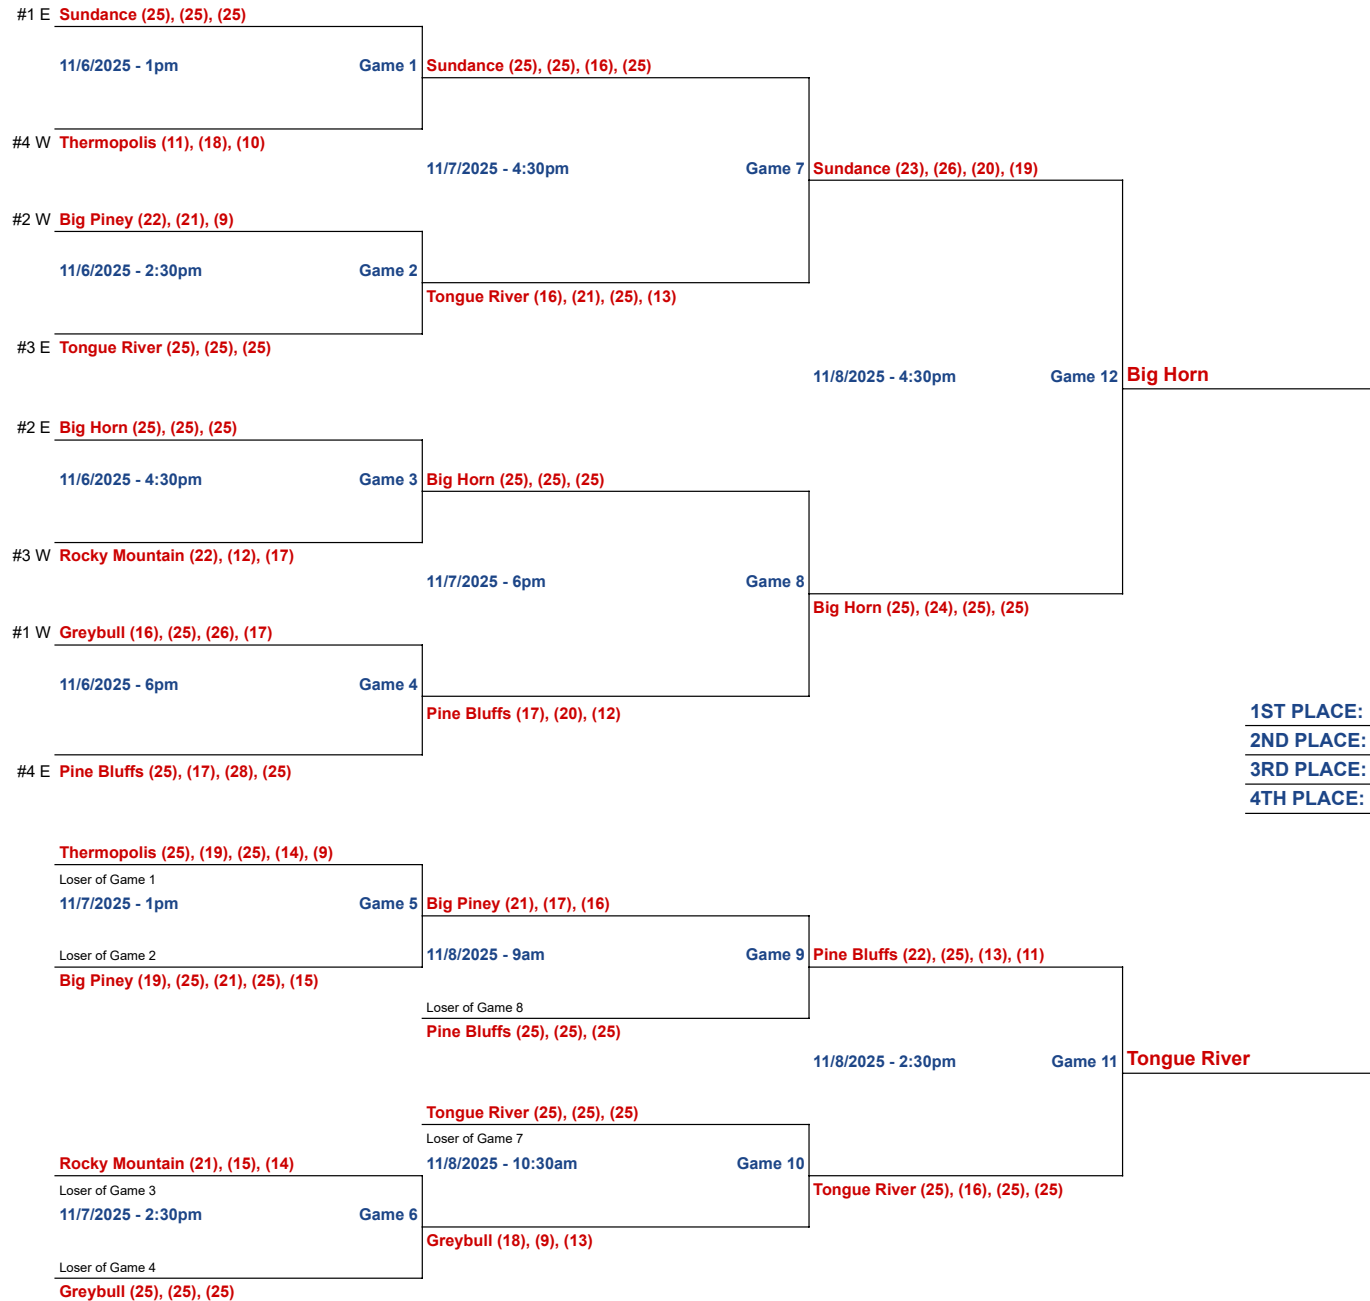 #1 E Sundance (25), (25), (25)
11/6/2025 - 1pm Game 1 Sundance (25), (25), (16), (25)
#4 W Thermopolis (11), (18), (10)
11/7/2025 - 4:30pm Game 7 Sundance (23), (26), (20), (19)
#2 W Big Piney (22), (21), (9)
11/6/2025 - 2:30pm Game 2
Tongue River (16), (21), (25), (13)
#3 E Tongue River (25), (25), (25)
11/8/2025 - 4:30pm Game 12 Big Horn
#2 E Big Horn (25), (25), (25)
11/6/2025 - 4:30pm Game 3 Big Horn (25), (25), (25)
#3 W Rocky Mountain (22), (12), (17)
11/7/2025 - 6pm Game 8
Big Horn (25), (24), (25), (25)
#1 W Greybull (16), (25), (26), (17)
11/6/2025 - 6pm Game 4
Pine Bluffs (17), (20), (12)
1ST PLACE:
2ND PLACE:
#4 E Pine Bluffs (25), (17), (28), (25)
3RD PLACE:
4TH PLACE:
Thermopolis (25), (19), (25), (14), (9)
Loser of Game 1
11/7/2025 - 1pm Game 5 Big Piney (21), (17), (16)
Loser of Game 2
11/8/2025 - 9am Game 9 Pine Bluffs (22), (25), (13), (11)
Big Piney (19), (25), (21), (25), (15)
Loser of Game 8
Pine Bluffs (25), (25), (25)
11/8/2025 - 2:30pm Game 11 Tongue River
Tongue River (25), (25), (25)
Loser of Game 7
Rocky Mountain (21), (15), (14)
11/8/2025 - 10:30am Game 10
Loser of Game 3
Tongue River (25), (16), (25), (25)
11/7/2025 - 2:30pm Game 6
Greybull (18), (9), (13)
Loser of Game 4
Greybull (25), (25), (25)